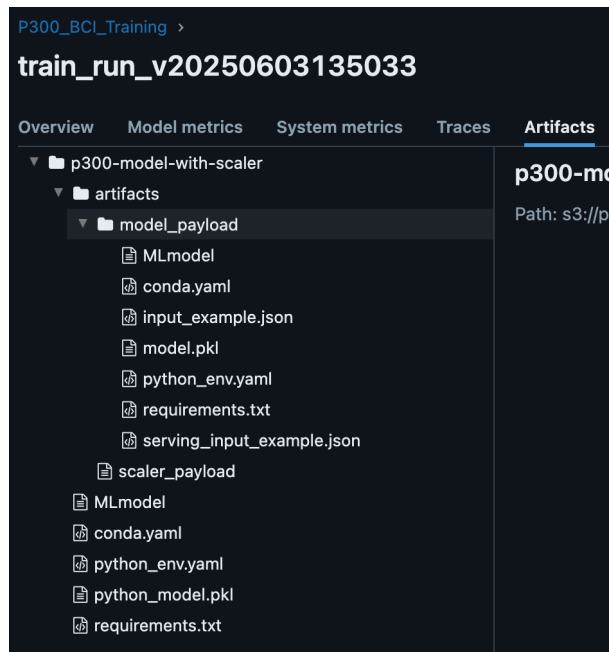 P300_BCI_Training ›
train_run_v20250603135033
Overview Model metrics System metrics Traces Artifacts
p300-model-with-scaler
artifacts
model_payload
MLmodel
conda.yaml
input_example.json
model.pkl
python_env.yaml
requirements.txt
serving_input_example.json
scaler_payload
MLmodel
conda.yaml
python_env.yaml
python_model.pkl
requirements.txt
p300-mo
Path: s3://p